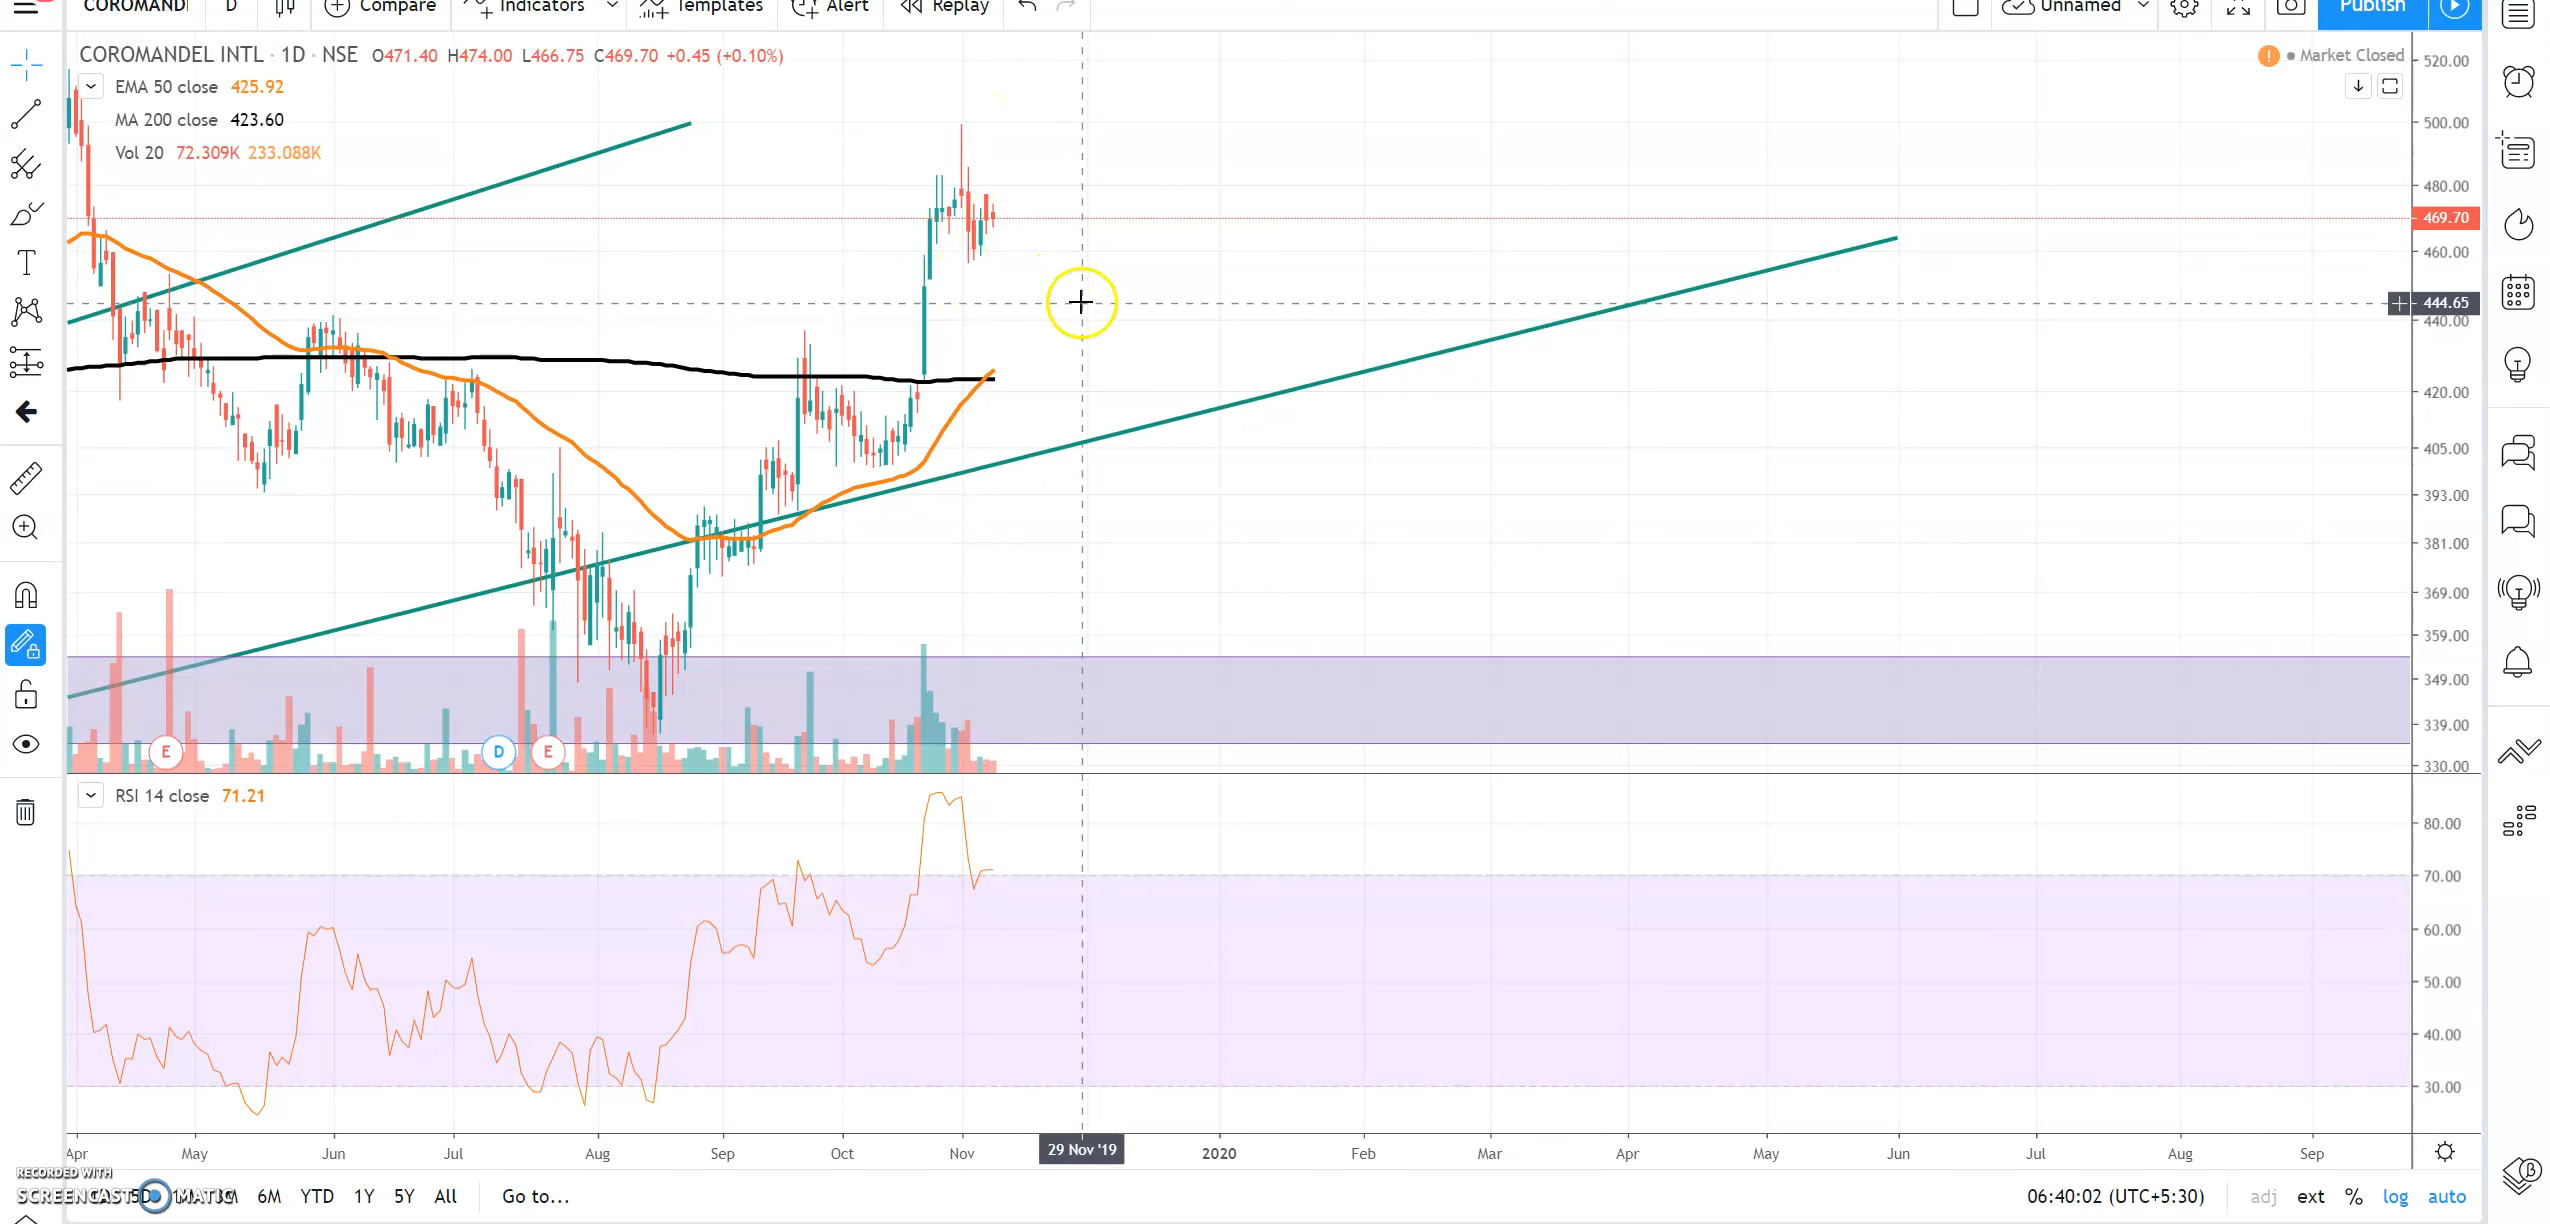 COROMANDI D Compare Indicators Templates Alert Replay Unnamed Publish
COROMANDEL INTL · 1D · NSE O471.40 H474.00 L466.75 C469.70 +0.45 (+0.10%)
Market Closed
EMA 50 close 425.92
MA 200 close 423.60
Vol 20 72.309K 233.088K
520.00
500.00
480.00
469.70
460.00
444.65
440.00
420.00
405.00
393.00
381.00
369.00
359.00
349.00
339.00
330.00
E D E
RSI 14 close 71.21
80.00
70.00
60.00
50.00
40.00
30.00
Apr May Jun Jul Aug Sep Oct Nov 29 Nov '19 2020 Feb Mar Apr May Jun Jul Aug Sep
RECORDED WITH
SCREENCAST MATIC
5D 6M YTD 1Y 5Y All Go to... 06:40:02 (UTC+5:30) adj ext % log auto